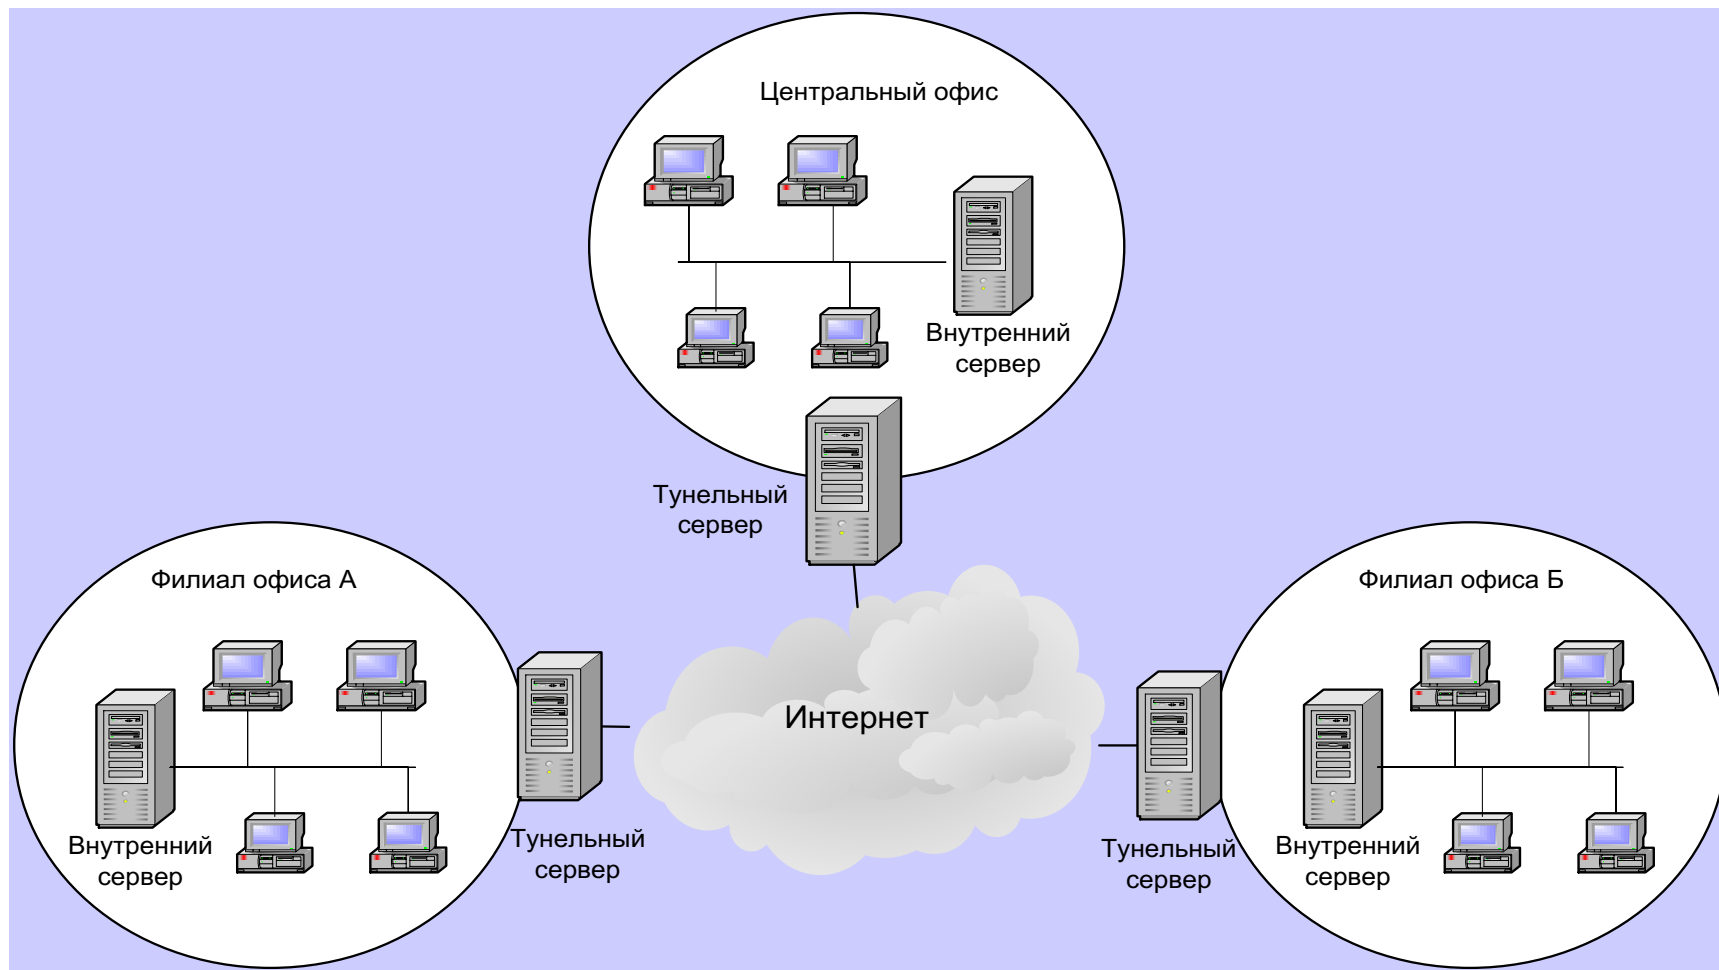 Центральный офис
Внутренний
сервер
Тунельный
сервер
Филиал офиса А
Внутренний
сервер
Тунельный
сервер
Интернет
Филиал офиса Б
Тунельный
сервер
Внутренний
сервер